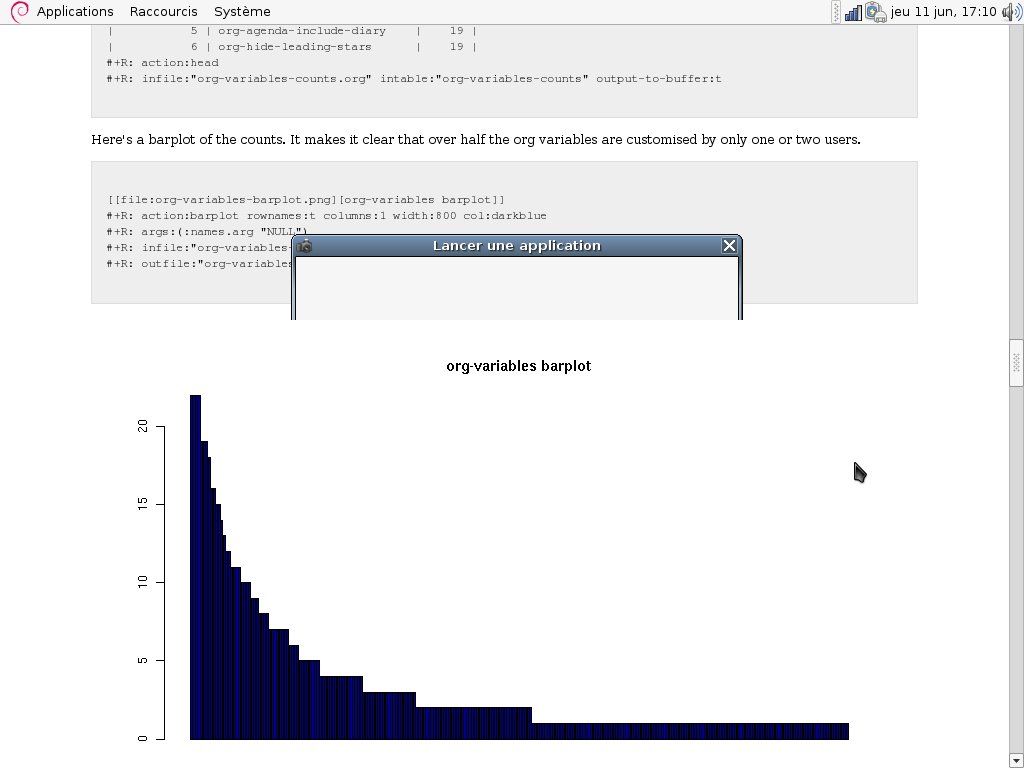 Applications Raccourcis Système jeu 11 jun, 17:10
| 5 | org-agenda-include-diary | 19 |
| 6 | org-hide-leading-stars | 19 |
#+R: action:head
#+R: infile:"org-variables-counts.org" intable:"org-variables-counts" output-to-buffer:t
Here's a barplot of the counts. It makes it clear that over half the org variables are customised by only one or two users.
[[file:org-variables-barplot.png][org-variables barplot]]
#+R: action:barplot rownames:t columns:1 width:800 col:darkblue
#+R: args:(:names.arg "NULL")
#+R: infile:"org-variables-
#+R: outfile:"org-variables
Lancer une application
org-variables barplot
20
15
10
5
0